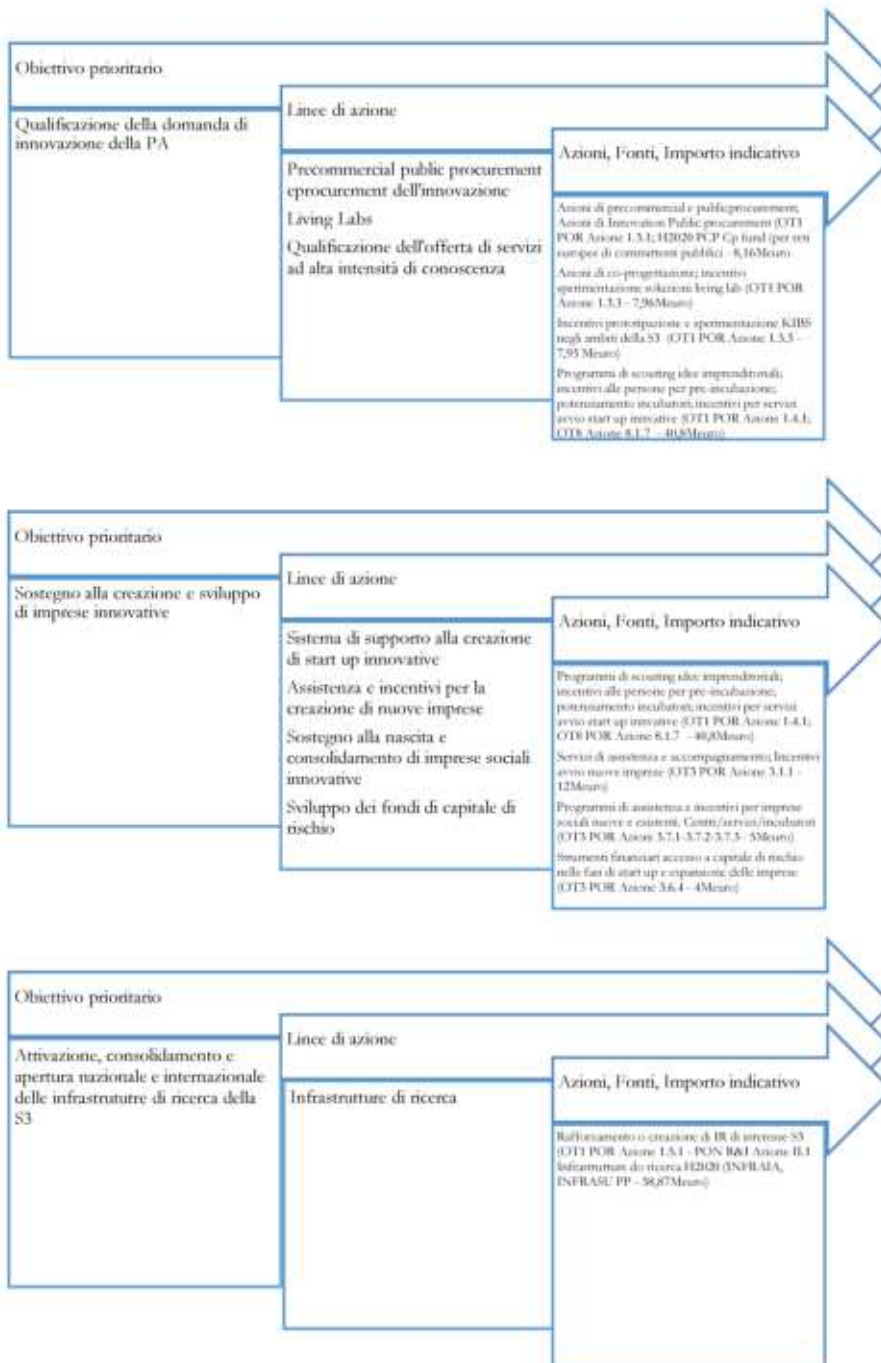 Obiettivo prioritario
Qualificazione della domanda di
innovazione della PA
Linee di azione
Precommercial public procurement
eprocurement dell'innovazione
Living Labs
Qualificazione dell'offerta di servizi
ad alta intensità di conoscenza
Azioni, Fonti, Importo indicativo
Azioni di precommercial e publicprocurement;
Azioni di Innovation Public procurement (OT1
POR Azione 1.3.1; H2020 PCP Cp fund (per reti
europee di committenti pubblici - 8,16Meuro
Azioni di co-progettazione; incentivi
sperimentazione soluzioni living lab (OT1 POR
Azione 1.3.3 - 7,96Meuro)
Incentivi prototipazione e sperimentazione KIBS
negli ambiti della S3 (OT1 POR Azione 1.3.3 -
7,95 Meuro)
Programmi di scouting idee imprenditoriali;
incentivi alle persone per pre-incubazione;
potenziamento incubatori; incentivi per servizi
avvio start up innvative (OT1 POR Azione 1.4.1;
OT8 Azione 8.1.7 - 40,8Meuro)
Obiettivo prioritario
Sostegno alla creazione e sviluppo
di imprese innovative
Linee di azione
Sistema di supporto alla creazione
di start up innovative
Assistenza e incentivi per la
creazione di nuove imprese
Sostegno alla nascita e
consolidamento di imprese sociali
innovative
Sviluppo dei fondi di capitale di
rischio
Azioni, Fonti, Importo indicativo
Programmi di scouting idee imprenditoriali;
incentivi alle persone per pre-incubazione;
potenziamento incubatori; incentivi per servizi
avvio start up innvative (OT1 POR Azione 1.4.1;
OT8 POR Azione 8.1.7 - 40,8Meuro)
Servizi di assistenza e accompagnamento; Incentivi
avvio nuove imprese (OT3 POR Azione 3.1.1 -
12Meuro)
Programmi di assistenza e incentivi per imprese
sociali nuove e esistenti. Centri/servizi/incubatori
(OT3 POR Azioni 3.7.1-3.7.2-3.7.3 - 5Meuro)
Strumenti finanziari accesso a capitale di rischio
nelle fasi di start up e espansione delle imprese
(OT3 POR Azione 3.6.4 - 4Meuro)
Obiettivo prioritario
Attivazione, consolidamento e
apertura nazionale e internazionale
delle infrastrututre di ricerca della
S3
Linee di azione
Infrastrutture di ricerca
Azioni, Fonti, Importo indicativo
Rafforzamento o creazione di IR di interesse S3
(OT1 POR Azione 1.5.1 - PON R&I Azione II.1
Infrastrutture do ricerca H2020 (INFRAIA,
INFRASU PP - 38,87Meuro)